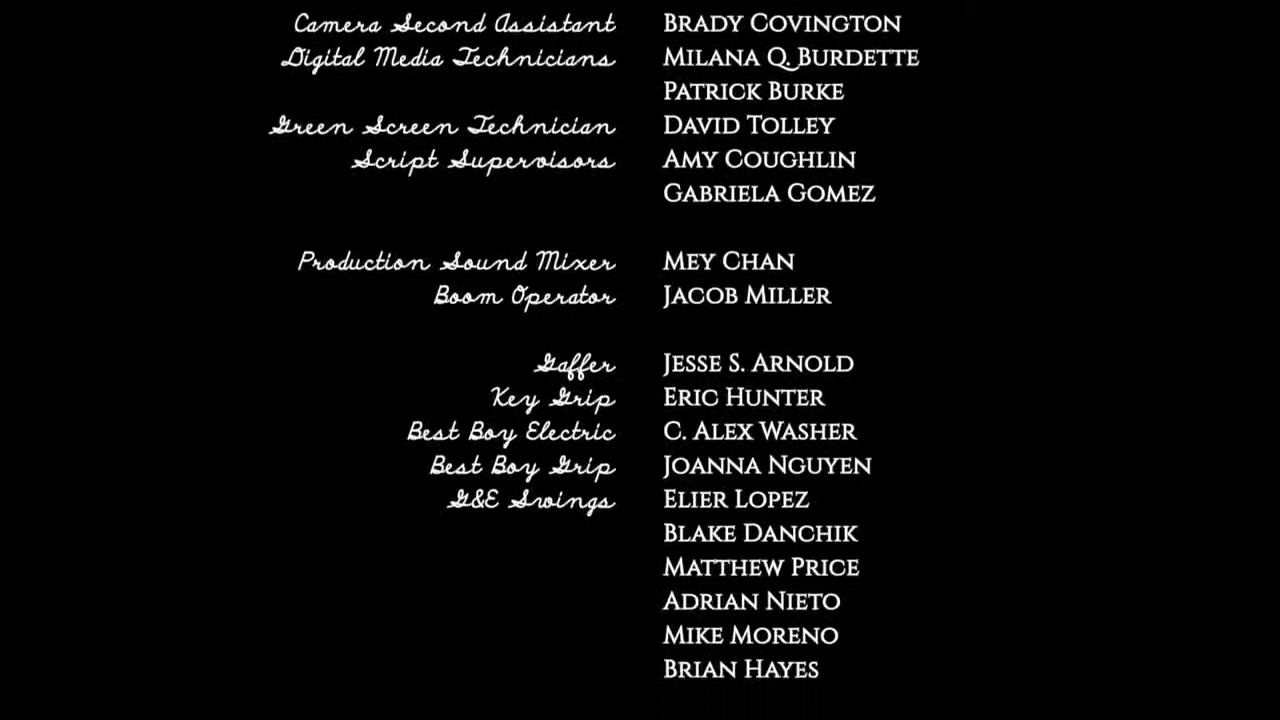 Camera Second Assistant BRADY COVINGTON
Digital Media Technicians MILANA Q. BURDETTE
PATRICK BURKE
Green Screen Technician DAVID TOLLEY
Script Supervisors AMY COUGHLIN
GABRIELA GOMEZ
Production Sound Mixer MEY CHAN
Boom Operator JACOB MILLER
Gaffer JESSE S. ARNOLD
Key Grip ERIC HUNTER
Best Boy Electric C. ALEX WASHER
Best Boy Grip JOANNA NGUYEN
G&E Swings ELIER LOPEZ
BLAKE DANCHIK
MATTHEW PRICE
ADRIAN NIETO
MIKE MORENO
BRIAN HAYES